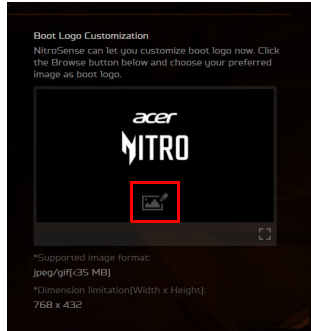 Boot Logo Customization
NitroSense can let you customize boot logo now. Click
the Browse button below and choose your preferred
image as boot logo.
acer
NITRO
*Supported image format:
jpeg/gif(<35 MB)
*Dimension limitation(Width x Height):
768 x 432